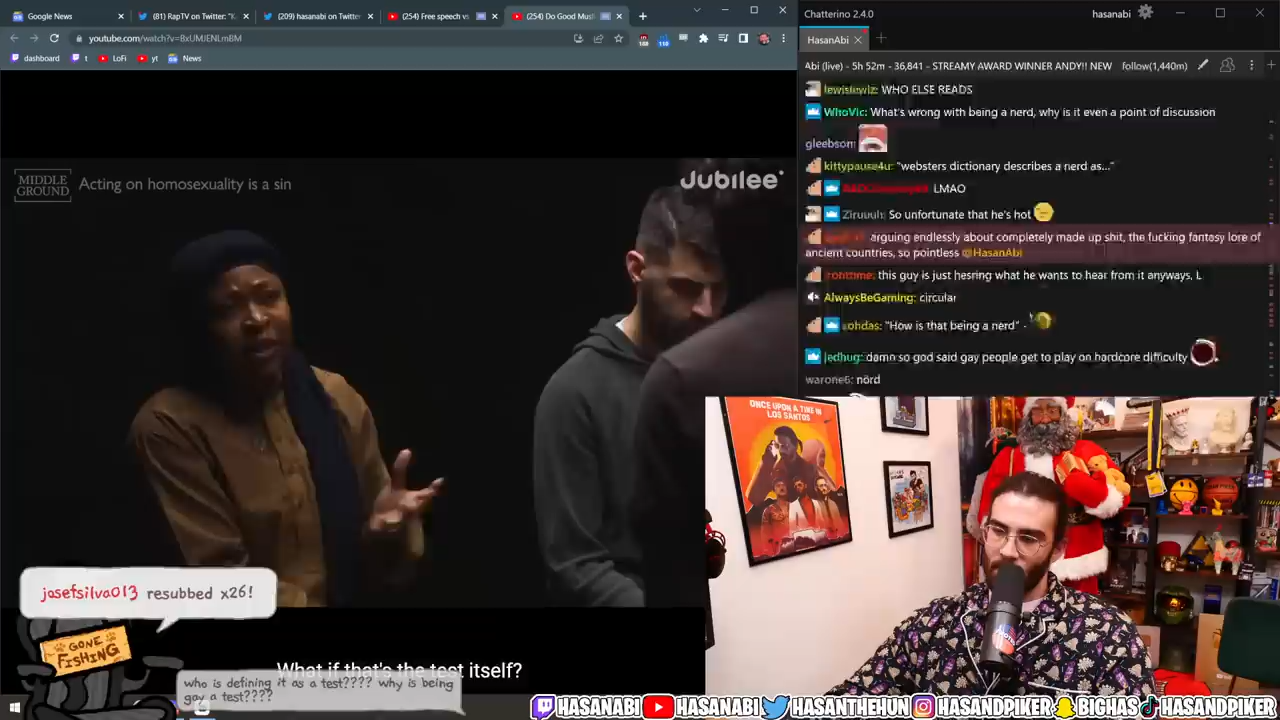 Google News
(81) RapTV on Twitter: "K
(209) hasanabi on Twitter
(254) Free speech vs
(254) Do Good Musl
Chatterino 2.4.0
hasanabi
youtube.com/watch?v=BxUMJENLmBM
HasanAbi
dashboard
t
LoFi
yt
News
Abi (live) - 5h 52m - 36,841 - STREAMY AWARD WINNER ANDY!! NEW
follow(1,440m)
lewislewlz: WHO ELSE READS
WhoVic: What's wrong with being a nerd, why is it even a point of discussion
gleebsom:
kittypause4u: "websters dictionary describes a nerd as..."
LMAO
Ziruuuh: So unfortunate that he's hot
arguing endlessly about completely made up shit, the fucking fantasy lore of
ancient countries, so pointless @HasanAbi
this guy is just hesring what he wants to hear from it anyways, L
AlwaysBeGaming: circular
"How is that being a nerd" -
jedhug: damn so god said gay people get to play on hardcore difficulty
warone6: nörd
MIDDLE
GROUND
Acting on homosexuality is a sin
dubilee
ONCE UPON A TIME IN
LOS SANTOS
josefsilva013 resubbed x26!
GONE
FISHING
What if that's the test itself?
who is defining it as a test???? why is being
gay a test????
HASANABI
HASANABI
HASANTHEHUN
HASANDPIKER
BIGHAS
HASANDPIKER